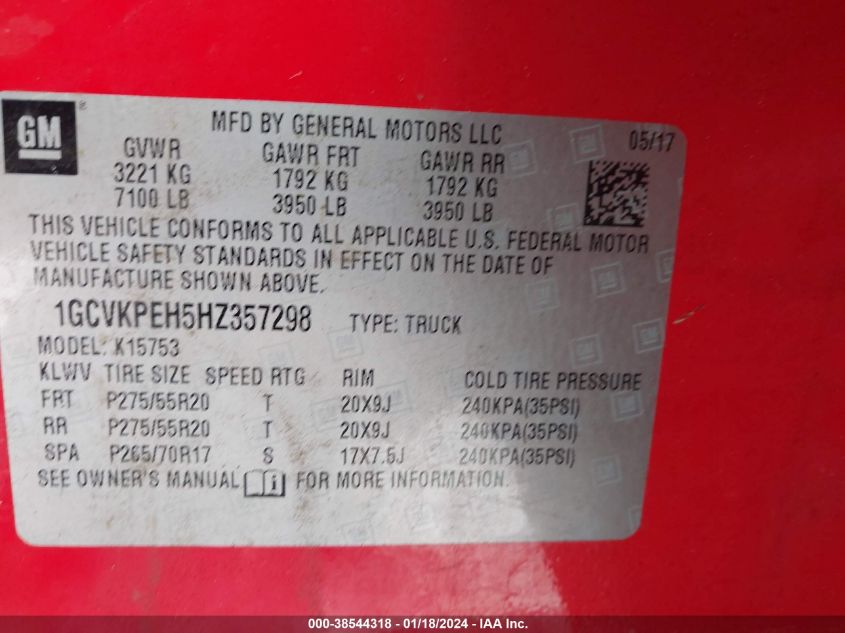 GM ®
MFD BY GENERAL MOTORS LLC 05/17
GVWR GAWR FRT GAWR RR
3221 KG 1792 KG 1792 KG
7100 LB 3950 LB 3950 LB
THIS VEHICLE CONFORMS TO ALL APPLICABLE U.S. FEDERAL MOTOR
VEHICLE SAFETY STANDARDS IN EFFECT ON THE DATE OF
MANUFACTURE SHOWN ABOVE.
1GCVKPEH5HZ357298 TYPE: TRUCK
MODEL: K15753
KLWV TIRE SIZE SPEED RTG RIM COLD TIRE PRESSURE
FRT P275/55R20 T 20X9J 240KPA(35PSI)
RR P275/55R20 T 20X9J 240KPA(35PSI)
SPA P265/70R17 S 17X7.5J 240KPA(35PSI)
SEE OWNER'S MANUAL i FOR MORE INFORMATION.
000-38544318 - 01/18/2024 - IAA Inc.